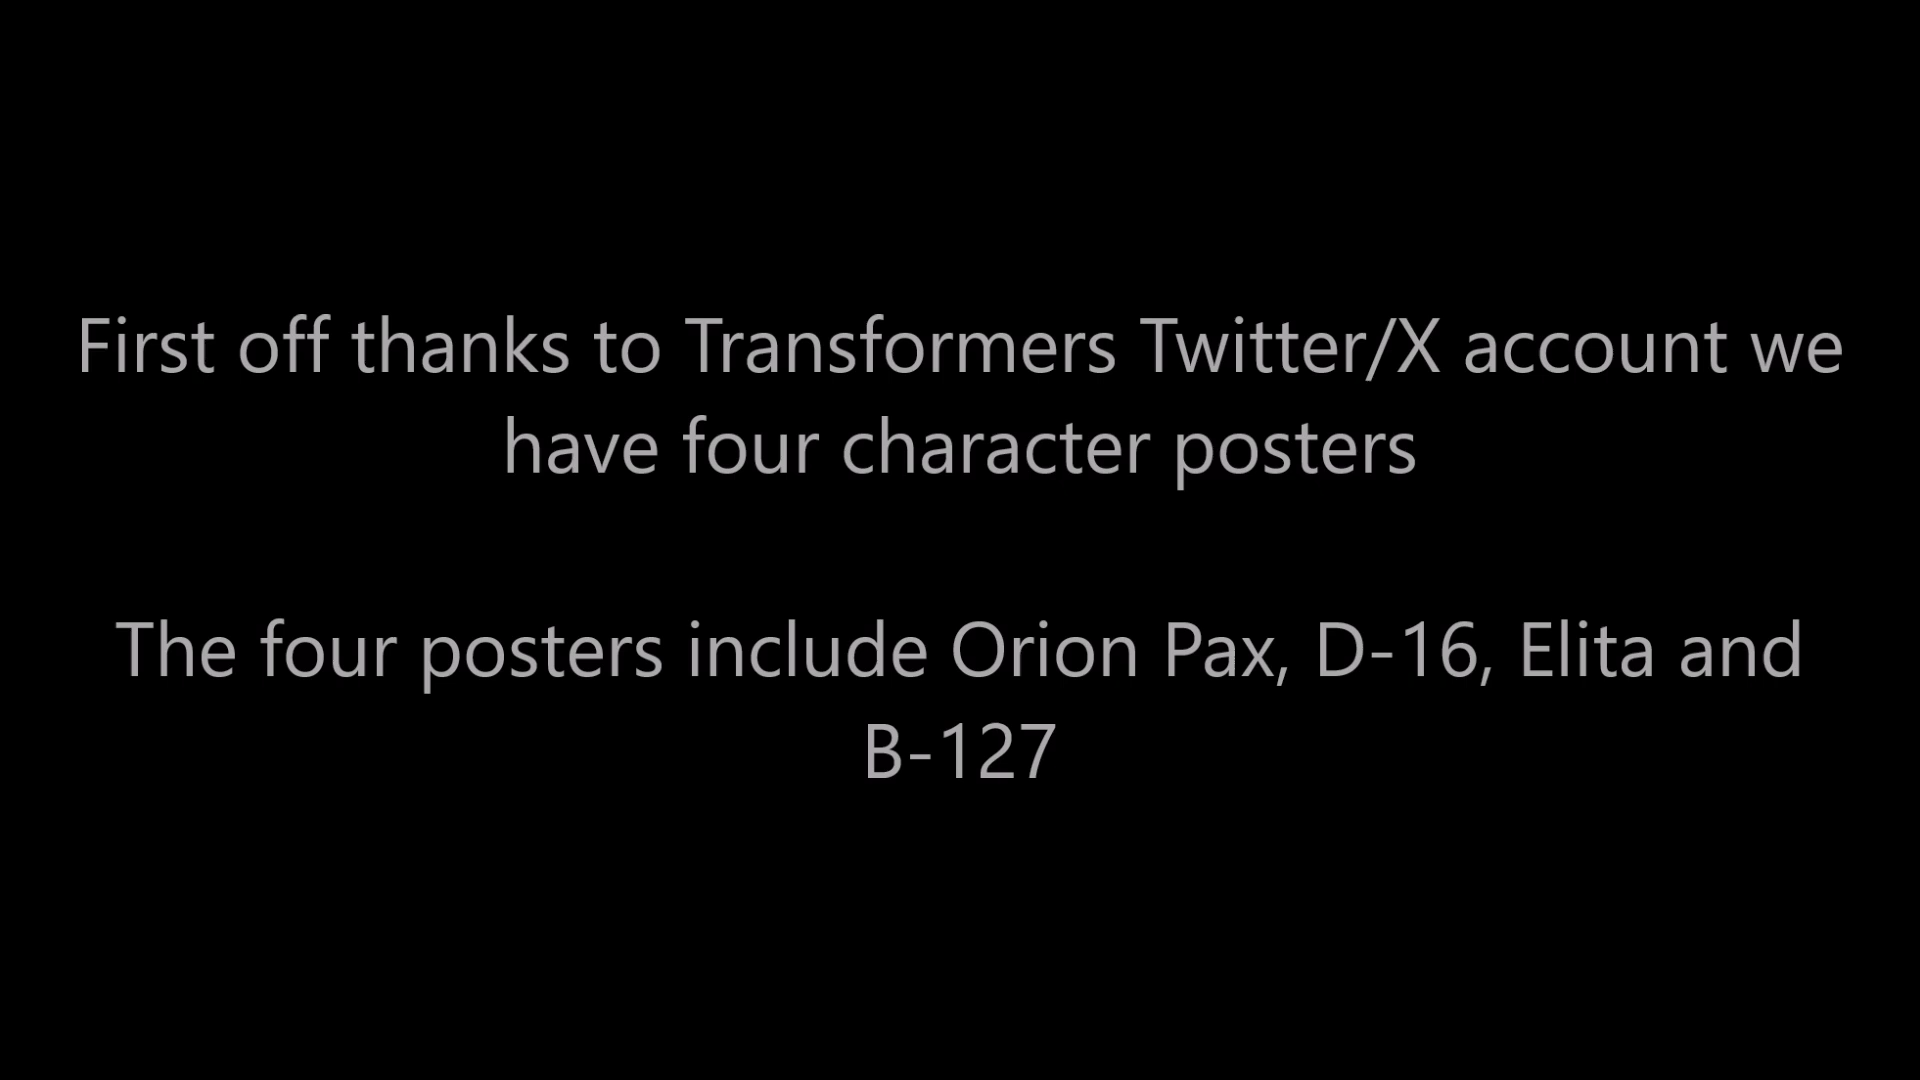 First off thanks to Transformers Twitter/X account we
have four character posters
The four posters include Orion Pax, D-16, Elita and
B-127